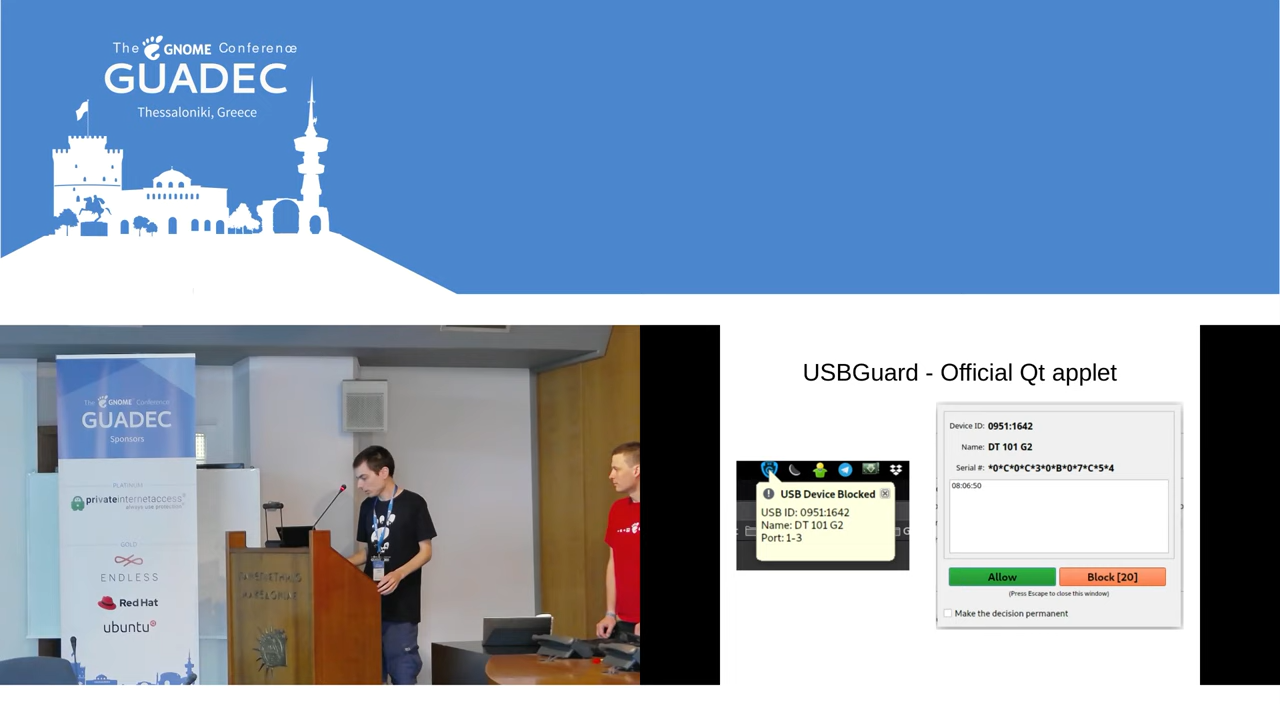 The GNOME Conference
GUADEC
Thessaloniki, Greece
The GNOME Conference
GUADEC
Sponsors
PLATINUM
privateinternetaccess
always use protection
GOLD
ENDLESS
Red Hat
ubuntu
USBGuard - Official Qt applet
USB Device Blocked
USB ID: 0951:1642
Name: DT 101 G2
Port: 1-3
Device ID: 0951:1642
Name: DT 101 G2
Serial #: *0*C*0*C*3*0*B*0*7*C*5*4
08:06:50
Allow
Block [20]
(Press Escape to close this window)
Make the decision permanent